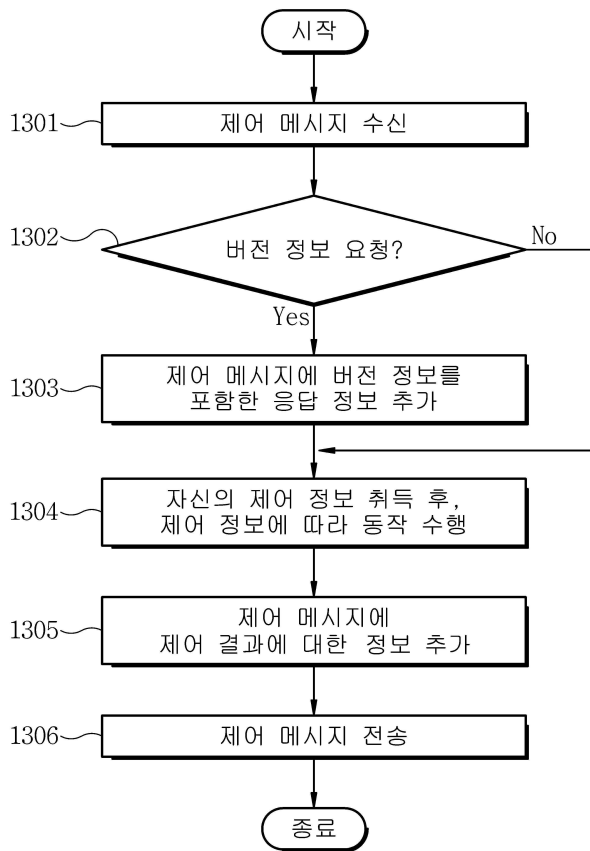 시작
1301
제어 메시지 수신
1302
버전 정보 요청?
No
Yes
1303
제어 메시지에 버전 정보를
포함한 응답 정보 추가
1304
자신의 제어 정보 취득 후,
제어 정보에 따라 동작 수행
1305
제어 메시지에
제어 결과에 대한 정보 추가
1306
제어 메시지 전송
종료